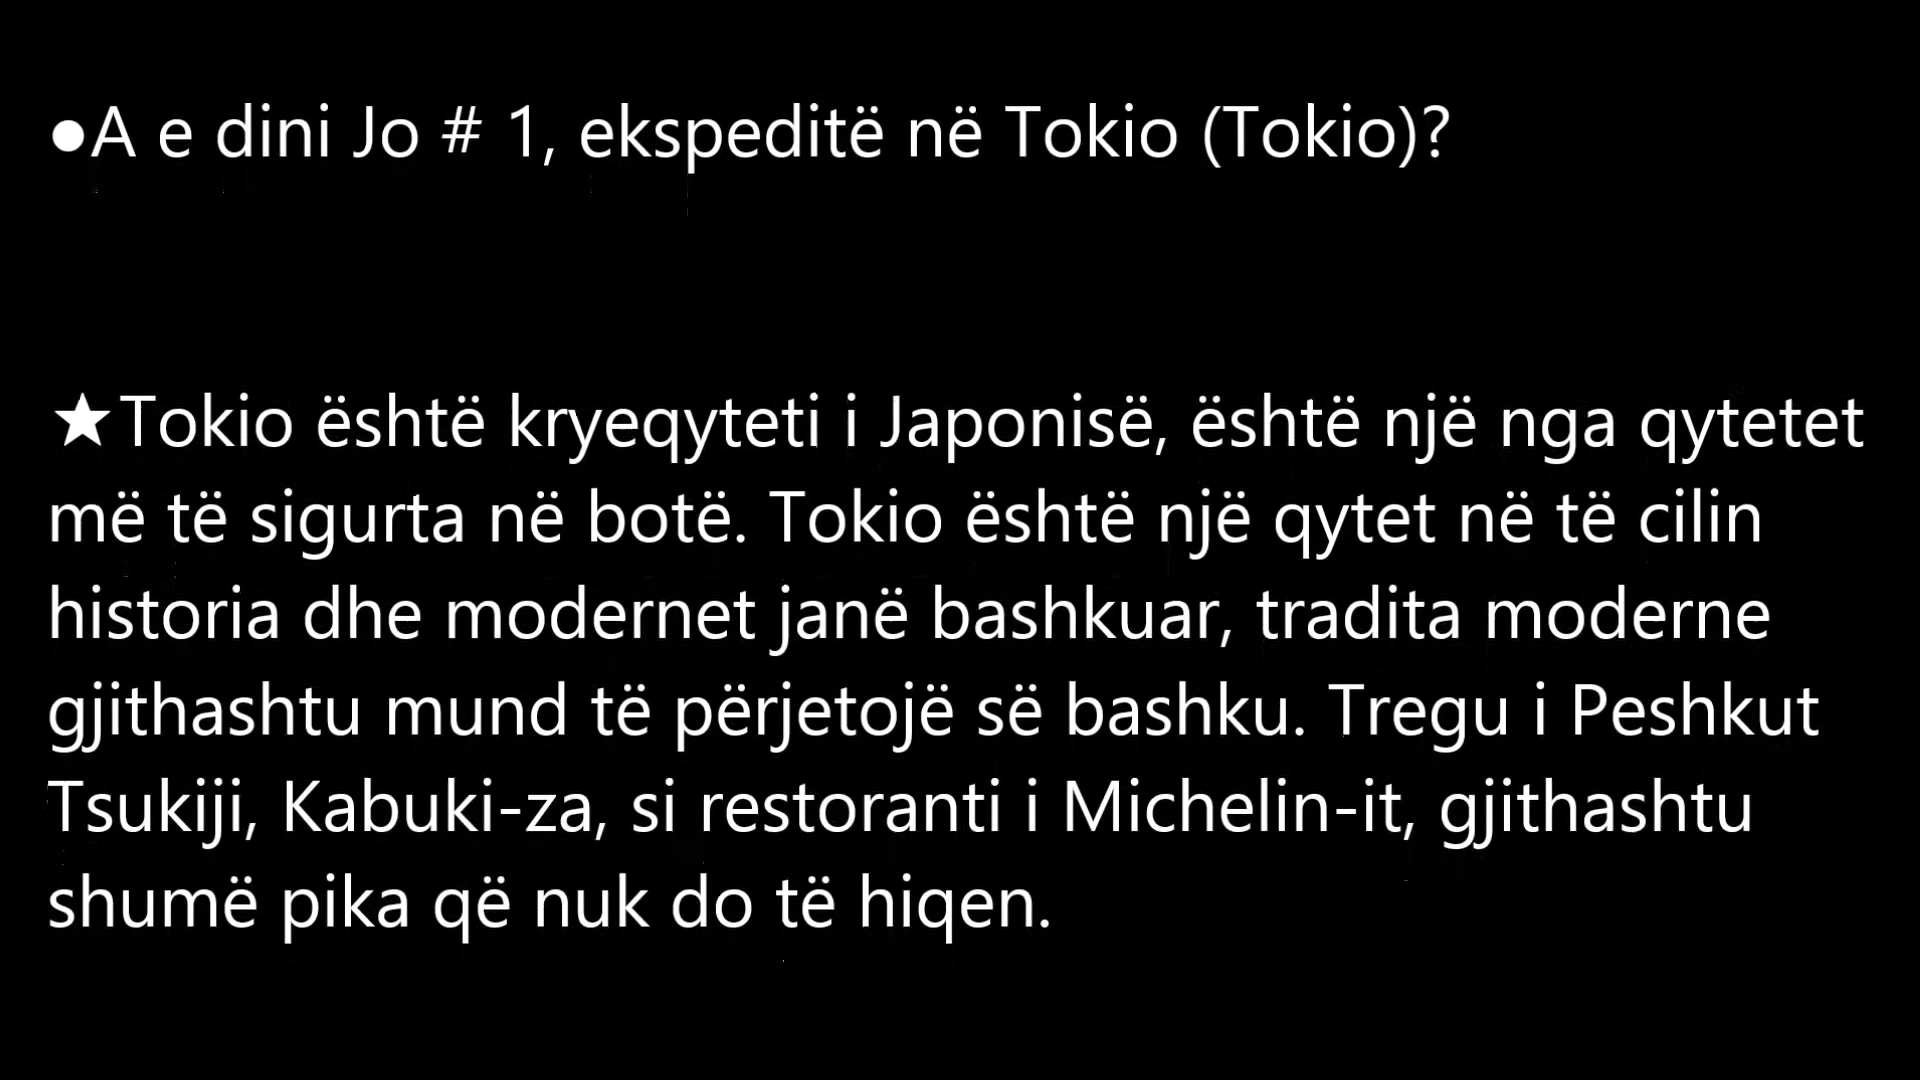 ●A e dini Jo # 1, ekspeditë në Tokio (Tokio)?
★Tokio është kryeqyteti i Japonisë, është një nga qytetet
më të sigurta në botë. Tokio është një qytet në të cilin
historia dhe modernet janë bashkuar, tradita moderne
gjithashtu mund të përjetojë së bashku. Tregu i Peshkut
Tsukiji, Kabuki-za, si restoranti i Michelin-it, gjithashtu
shumë pika që nuk do të hiqen.